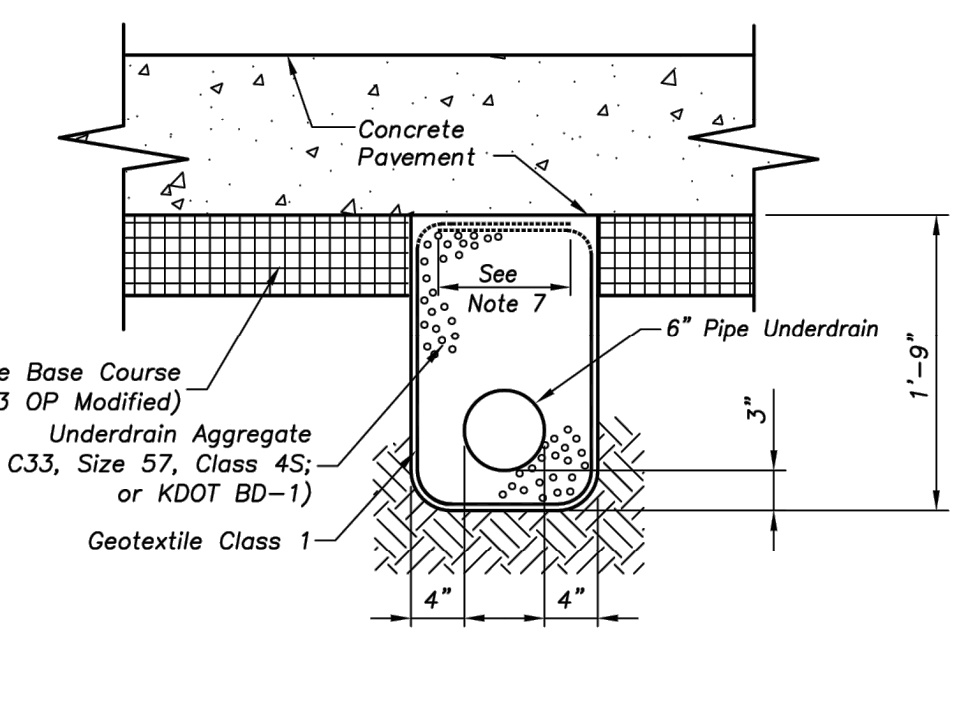 Concrete
Pavement
See
Note 7
6” Pipe Underdrain
1’-9”
3”
Base Course
OP Modified)
Underdrain Aggregate
C33, Size 57, Class 4S;
or KDOT BD-1)
Geotextile Class 1
4”
4”